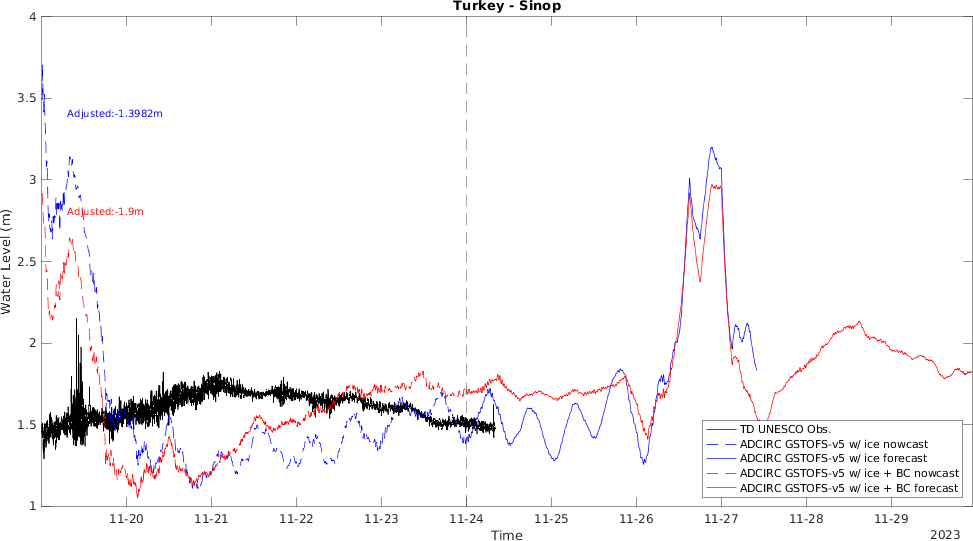 Turkey - Sinop
4
3.5
3
2.5
2
1.5
1
Water Level (m)
Adjusted:-1.3982m
Adjusted:-1.9m
TD UNESCO Obs.
ADCIRC GSTOFS-v5 w/ ice nowcast
ADCIRC GSTOFS-v5 w/ ice forecast
ADCIRC GSTOFS-v5 w/ ice + BC nowcast
ADCIRC GSTOFS-v5 w/ ice + BC forecast
11-20 11-21 11-22 11-23 11-24 11-25 11-26 11-27 11-28 11-29
Time
2023